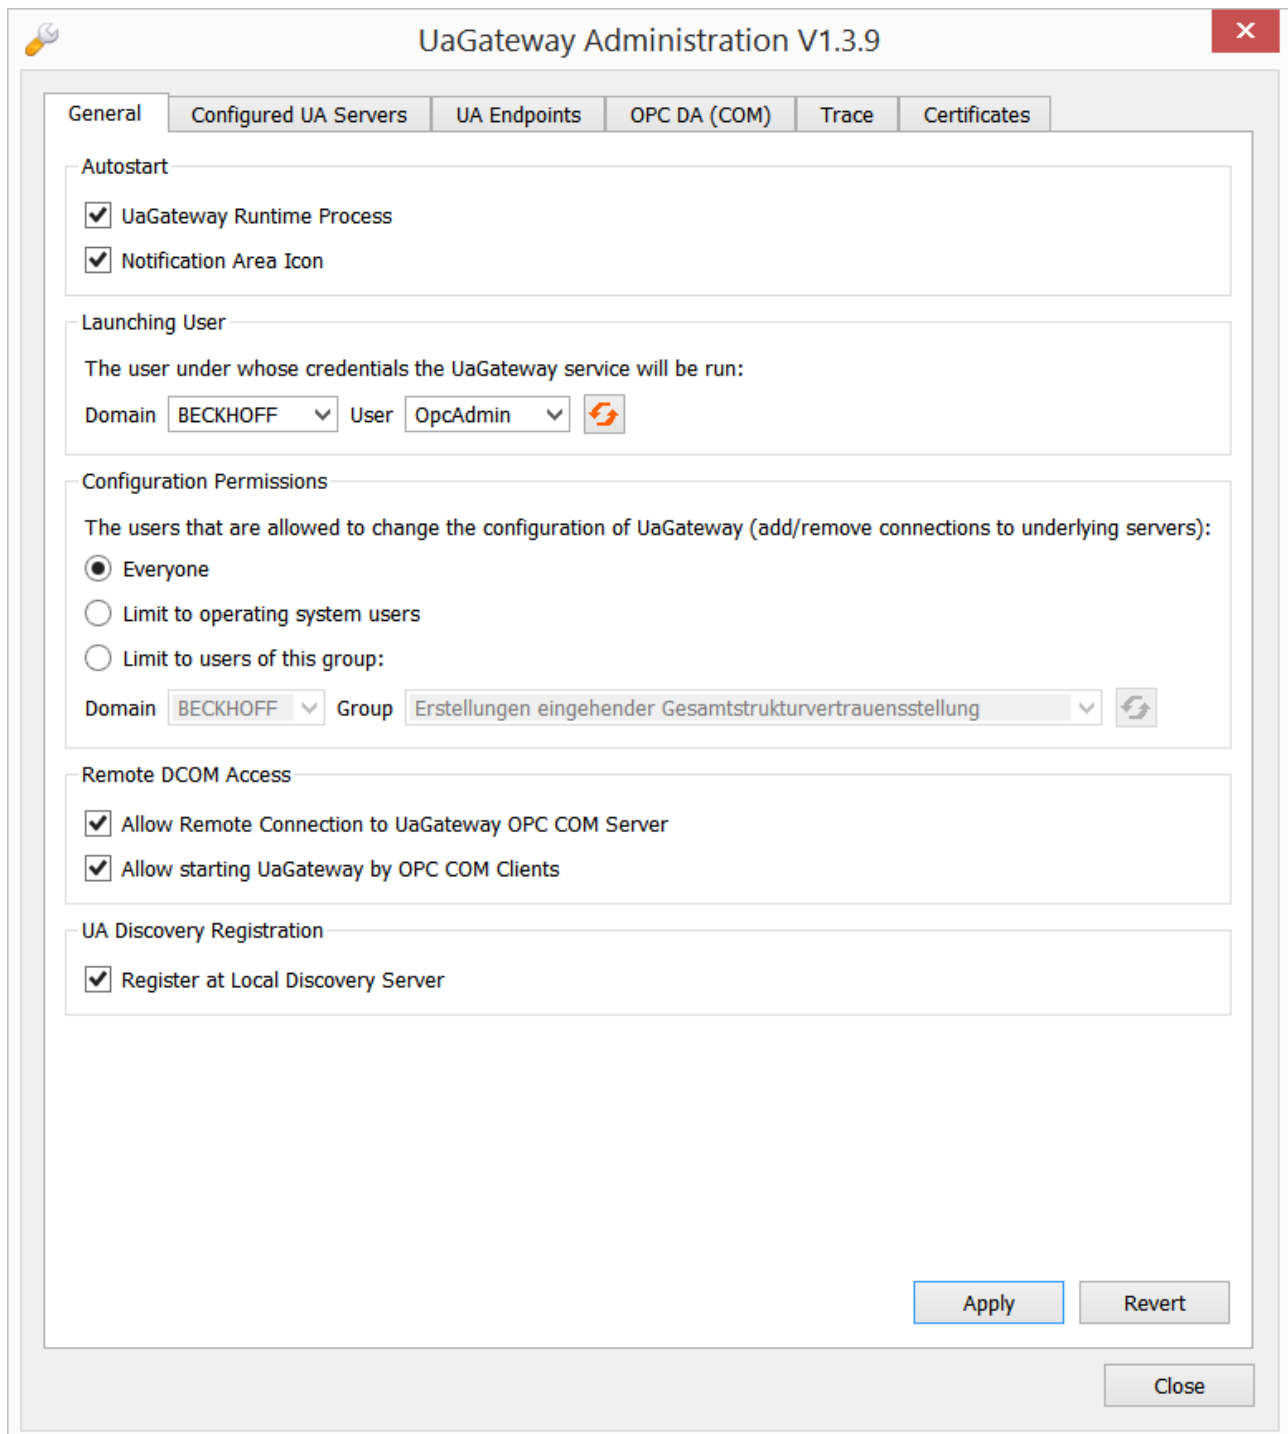 UaGateway Administration V1.3.9
General Configured UA Servers UA Endpoints OPC DA (COM) Trace Certificates
Autostart
UaGateway Runtime Process
Notification Area Icon
Launching User
The user under whose credentials the UaGateway service will be run:
Domain BECKHOFF User OpcAdmin
Configuration Permissions
The users that are allowed to change the configuration of UaGateway (add/remove connections to underlying servers):
Everyone
Limit to operating system users
Limit to users of this group:
Domain BECKHOFF Group Erstellungen eingehender Gesamtstrukturvertrauensstellung
Remote DCOM Access
Allow Remote Connection to UaGateway OPC COM Server
Allow starting UaGateway by OPC COM Clients
UA Discovery Registration
Register at Local Discovery Server
Apply Revert
Close